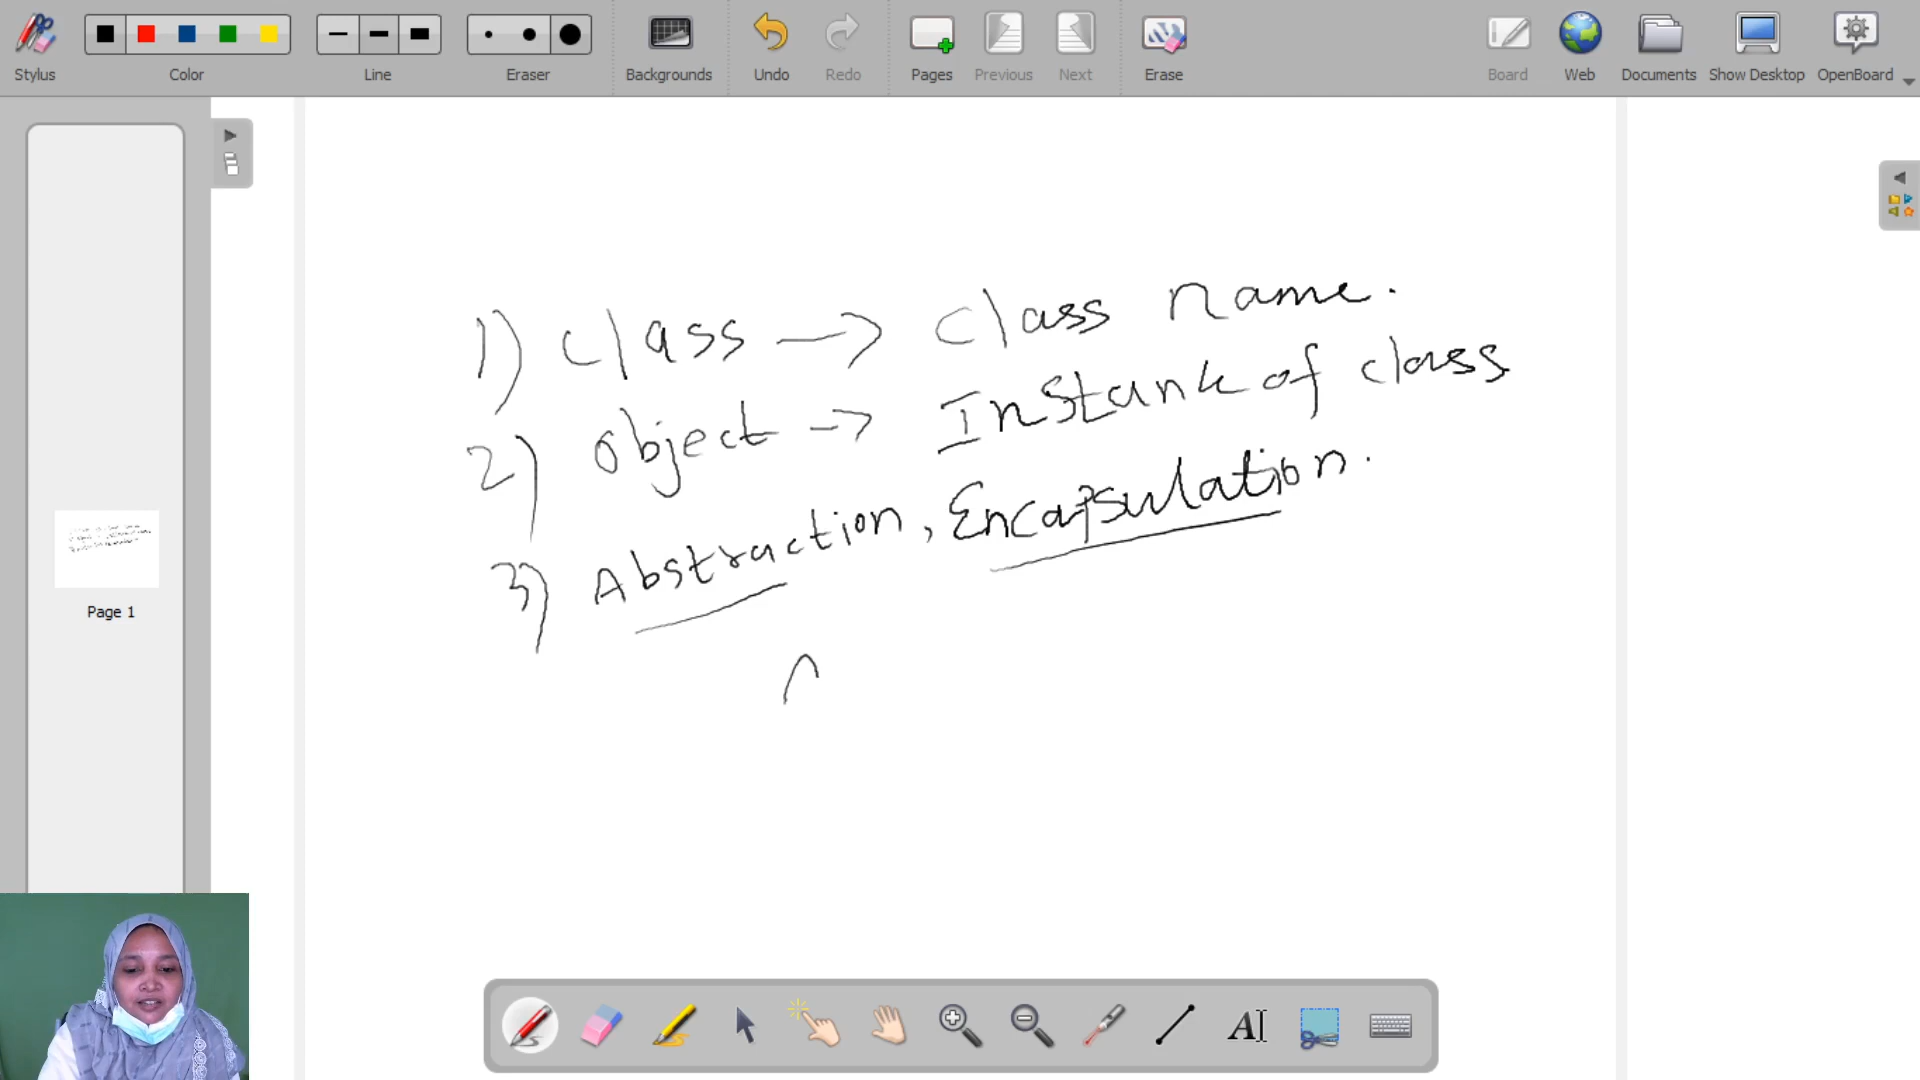 Stylus Color Line Eraser Backgrounds Undo Redo Pages Previous Next Erase Board Web Documents Show Desktop OpenBoard
1) class → class name.
2) object → Instance of class
3) Abstraction, Encapsulation.
Page 1